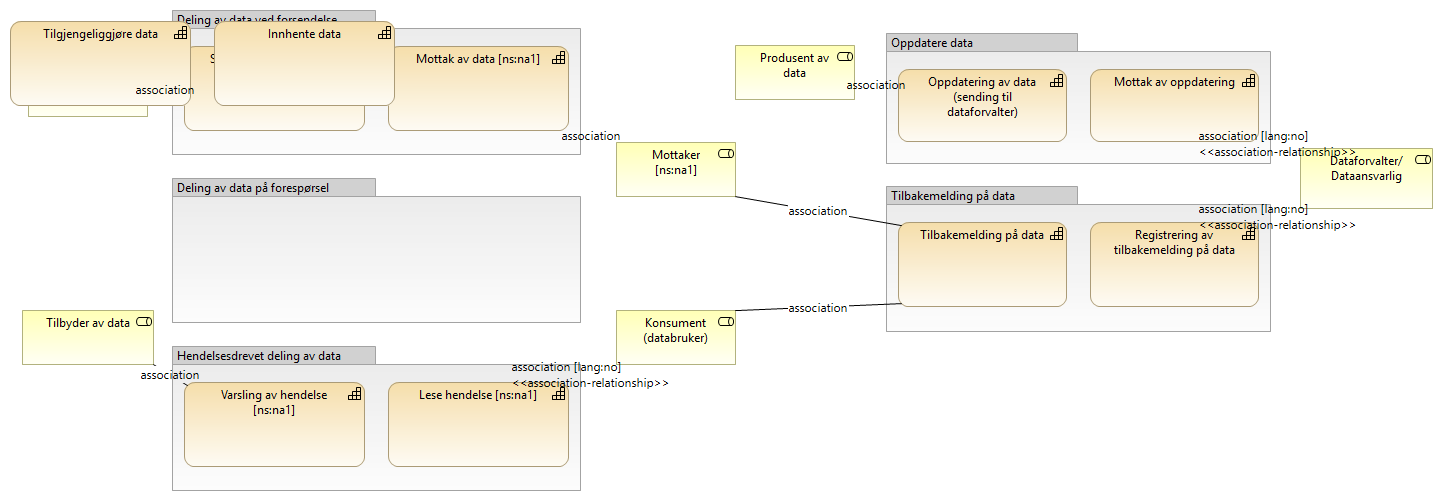 Deling av data ved forsendelse
Tilgjengeliggjøre data
Innhente data
S
Mottak av data [ns:na1]
association
association
Produsent av
data
association
Oppdatere data
Oppdatering av data
(sending til
dataforvalter)
Mottak av oppdatering
association [lang:no]
<<association-relationship>>
Mottaker
[ns:na1]
Dataforvalter/
Dataansvarlig
Deling av data på forespørsel
association
Tilbakemelding på data
association [lang:no]
<<association-relationship>>
Tilbakemelding på data
Registrering av
tilbakemelding på data
association
Tilbyder av data
Konsument
(databruker)
Hendelsesdrevet deling av data
association [lang:no]
<<association-relationship>>
association
Varsling av hendelse
[ns:na1]
Lese hendelse [ns:na1]